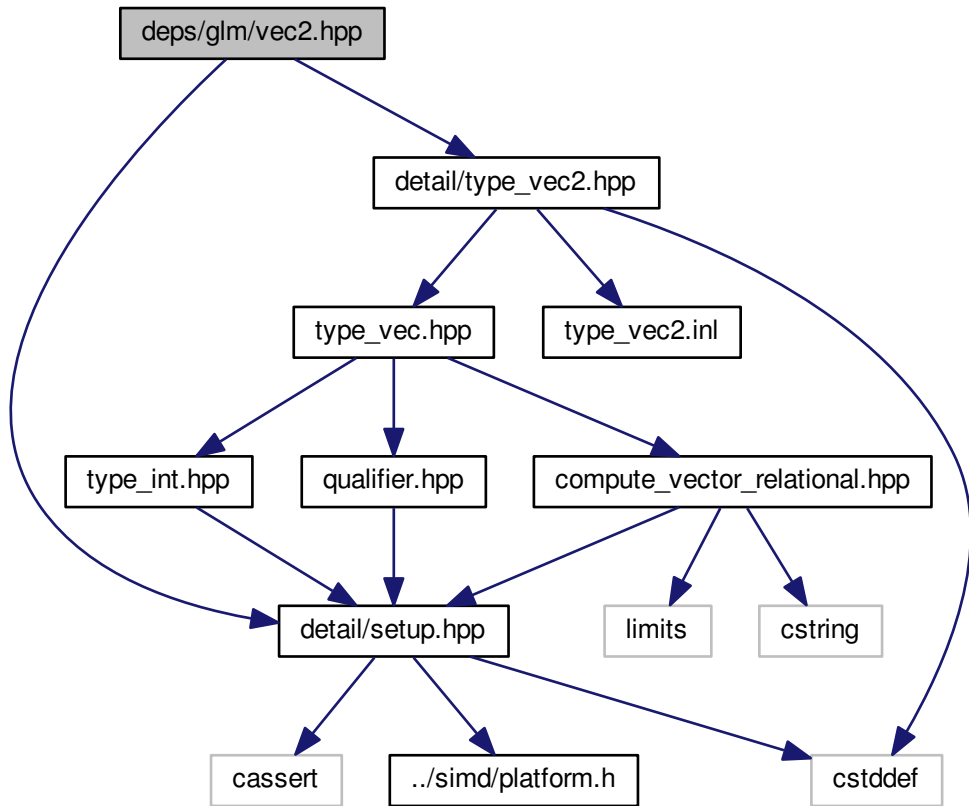 deps/glm/vec2.hpp
detail/type_vec2.hpp
type_vec.hpp
type_vec2.inl
type_int.hpp
qualifier.hpp
compute_vector_relational.hpp
detail/setup.hpp
limits
cstring
cassert
../simd/platform.h
cstddef